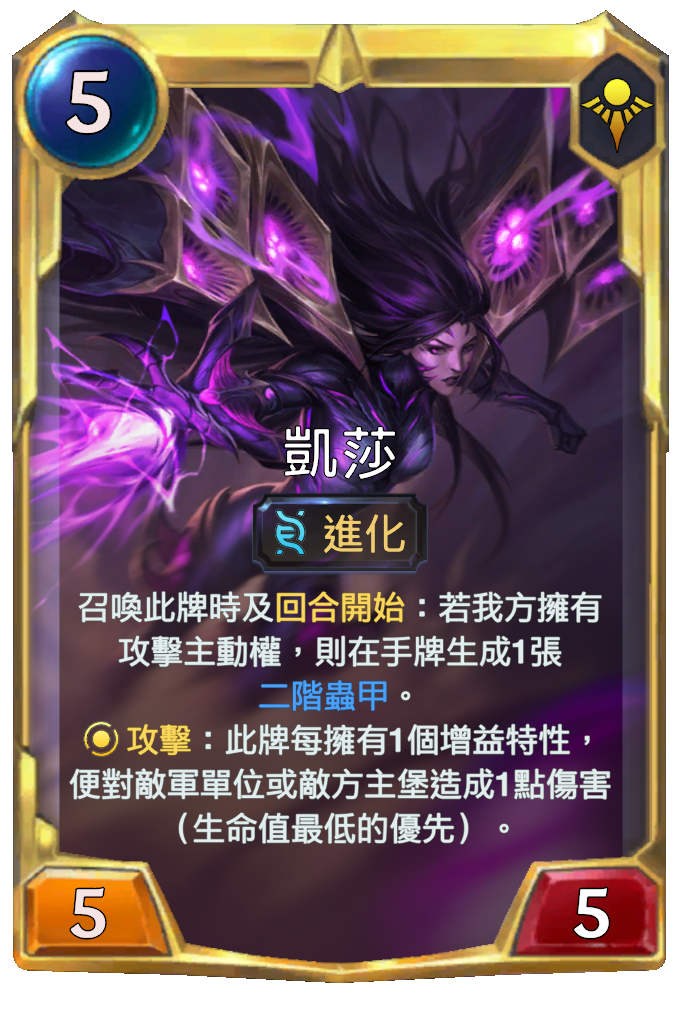 5
凱莎
進化
召喚此牌時及回合開始：若我方擁有
攻擊主動權，則在手牌生成1張
二階蟲甲。
攻擊：此牌每擁有1個增益特性，
便對敵軍單位或敵方主堡造成1點傷害
（生命值最低的優先）。
5
5